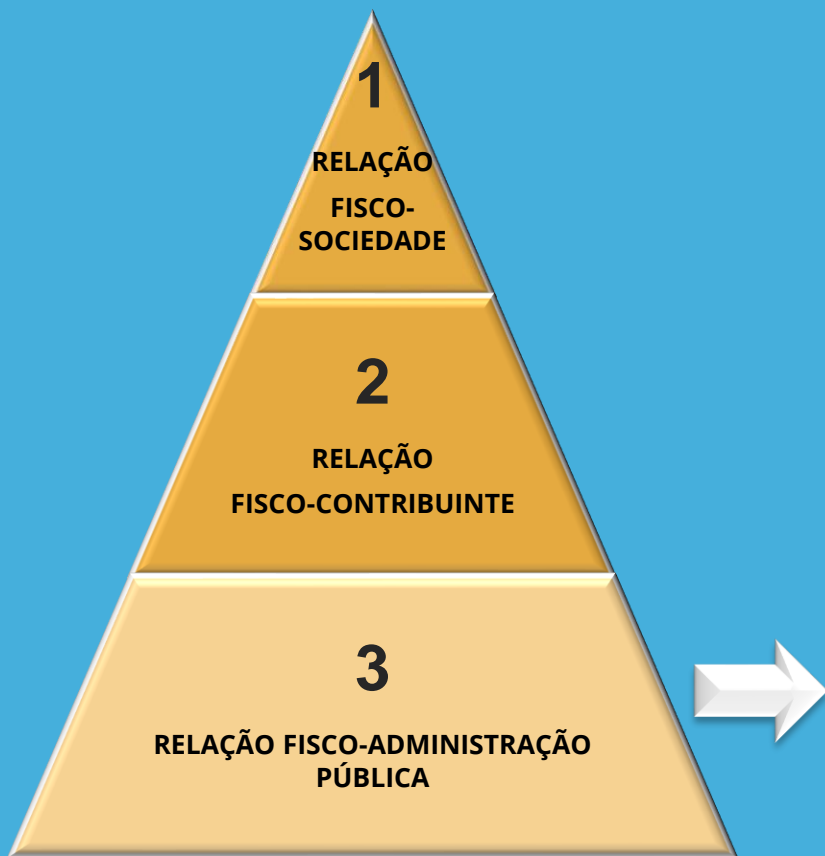 1
RELAÇÃO
FISCO-
SOCIEDADE
2
RELAÇÃO
FISCO-CONTRIBUINTE
3
RELAÇÃO FISCO-ADMINISTRAÇÃO
PÚBLICA